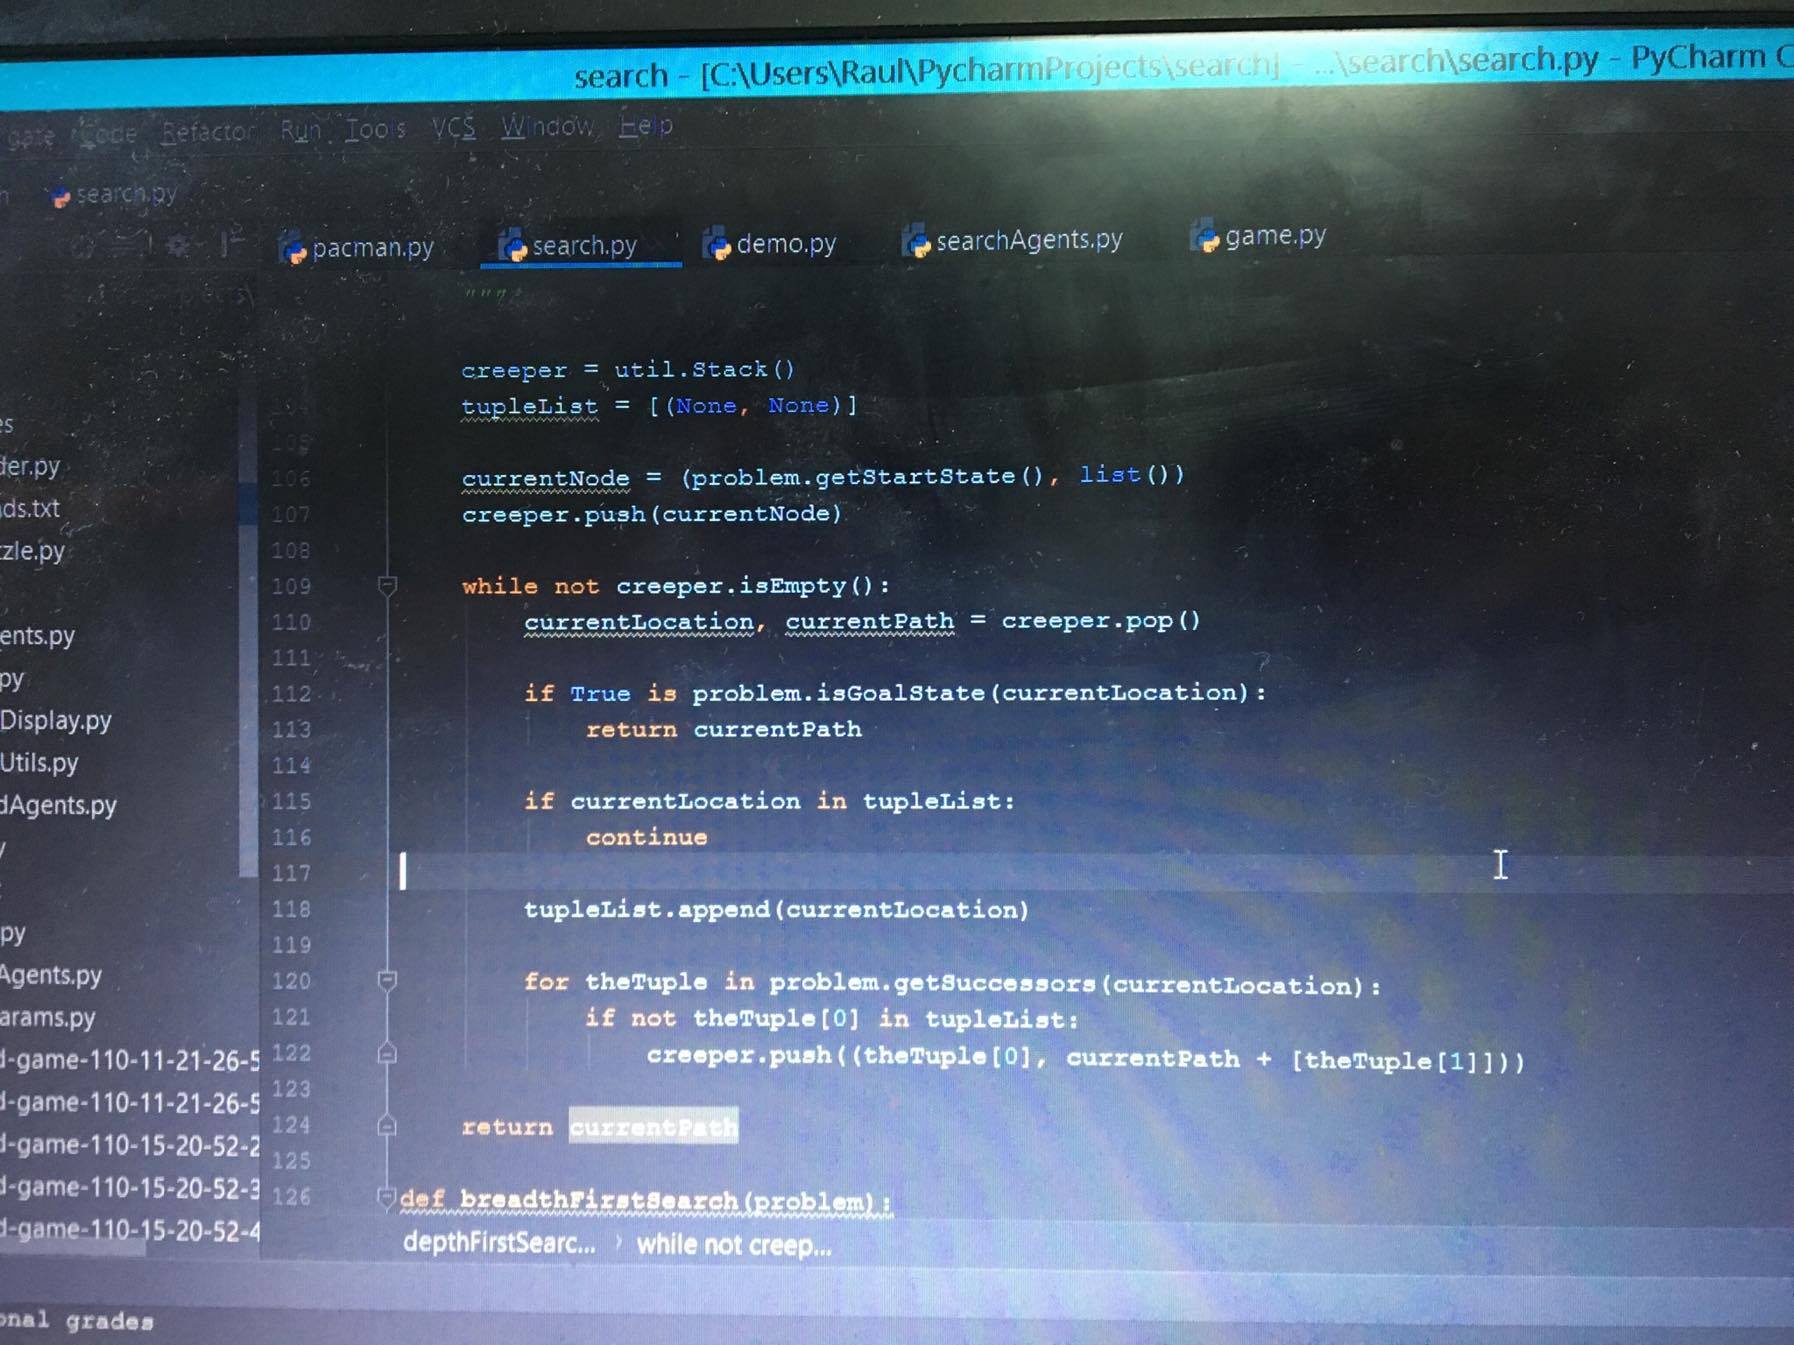 search - [C:\Users\Raul\PycharmProjects\search] - ...\search\search.py - PyCharm C
gate Code Refactor Run Tools VCS Window Help
search.py
pacman.py search.py demo.py searchAgents.py game.py
"""
creeper = util.Stack()
tupleList = [(None, None)]
105
106 currentNode = (problem.getStartState(), list())
107 creeper.push(currentNode)
108
109 while not creeper.isEmpty():
110 currentLocation, currentPath = creeper.pop()
111
112 if True is problem.isGoalState(currentLocation):
113 return currentPath
114
115 if currentLocation in tupleList:
116 continue
117
118 tupleList.append(currentLocation)
119
120 for theTuple in problem.getSuccessors(currentLocation):
121 if not theTuple[0] in tupleList:
122 creeper.push((theTuple[0], currentPath + [theTuple[1]]))
123
124 return currentPath
125
126 def breadthFirstSearch(problem):
depthFirstSearc... › while not creep...
es
der.py
ds.txt
zzle.py
ents.py
py
Display.py
Utils.py
dAgents.py
y
py
Agents.py
arams.py
d-game-110-11-21-26-5
d-game-110-11-21-26-5
d-game-110-15-20-52-2
d-game-110-15-20-52-3
d-game-110-15-20-52-4
onal grades